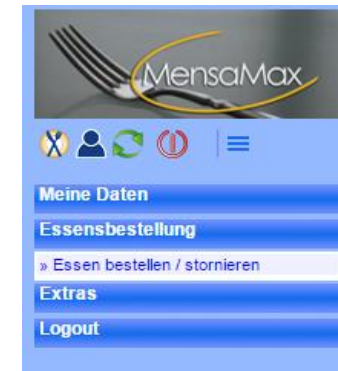 MensaMax
Meine Daten
Essensbestellung
» Essen bestellen / stornieren
Extras
Logout